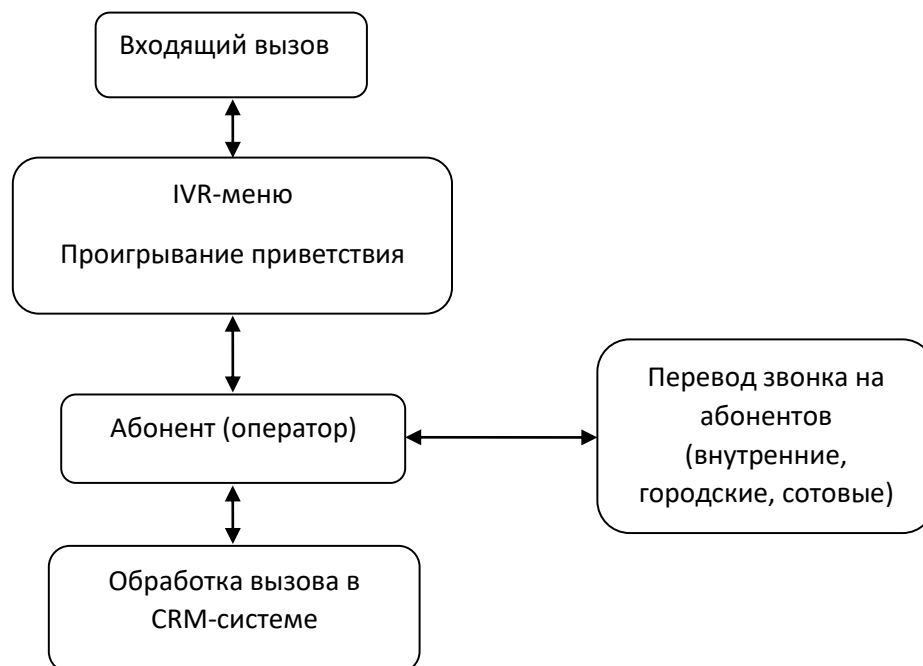 Входящий вызов
IVR-меню
Проигрывание приветствия
Абонент (оператор)
Перевод звонка на
абонентов
(внутренние,
городские, сотовые)
Обработка вызова в
CRM-системе